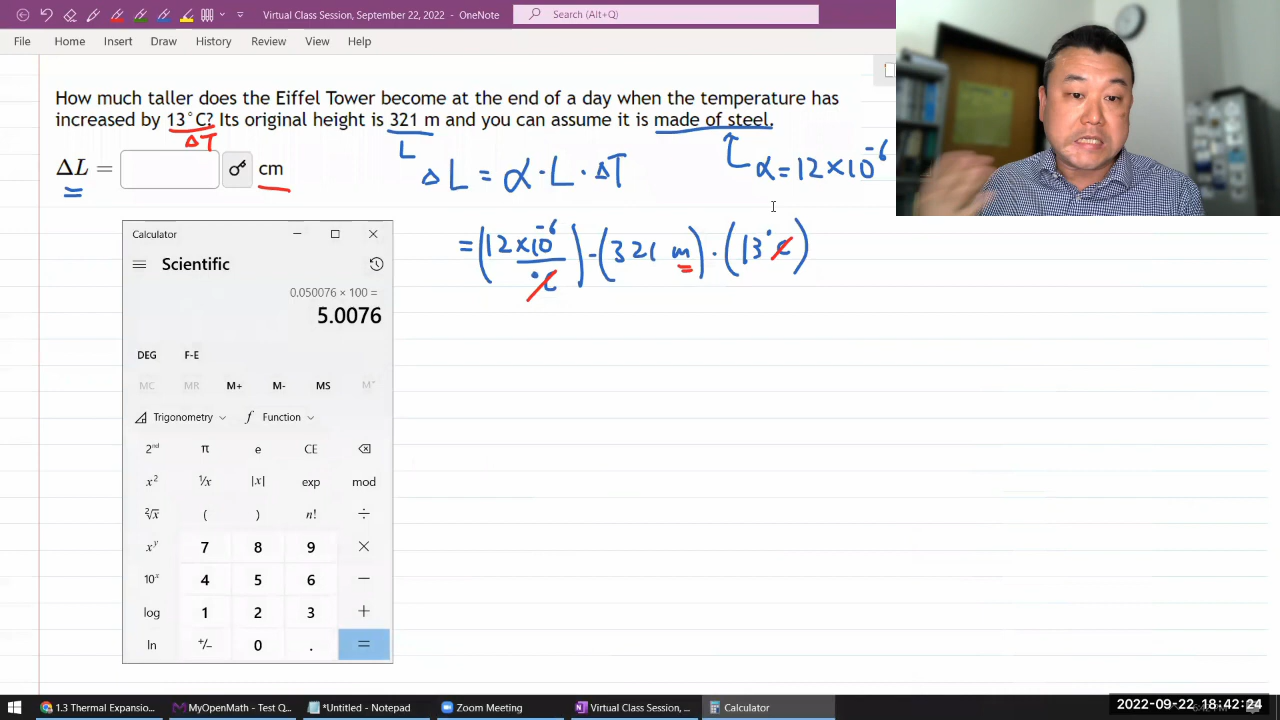 Virtual Class Session, September 22, 2022 - OneNote
Search (Alt+Q)
File Home Insert Draw History Review View Help
How much taller does the Eiffel Tower become at the end of a day when the temperature has
increased by 13°C? Its original height is 321 m and you can assume it is made of steel.
ΔT
L
ΔL = cm
ΔL = α · L · ΔT
α = 12×10⁻⁶
= (12×10⁻⁶ / °C) · (321 m) · (13°C)
Calculator
Scientific
0.050076 × 100 =
5.0076
DEG F-E
MC MR M+ M- MS M˅
Trigonometry Function
2ⁿᵈ π e CE
x² ¹/x |x| exp mod
²√x ( ) n! ÷
xʸ 7 8 9 ×
10ˣ 4 5 6 −
log 1 2 3 +
ln +/− 0 . =
1.3 Thermal Expansio... MyOpenMath - Test Q... *Untitled - Notepad Zoom Meeting Virtual Class Session, ... Calculator
2022-09-22 18:42:24